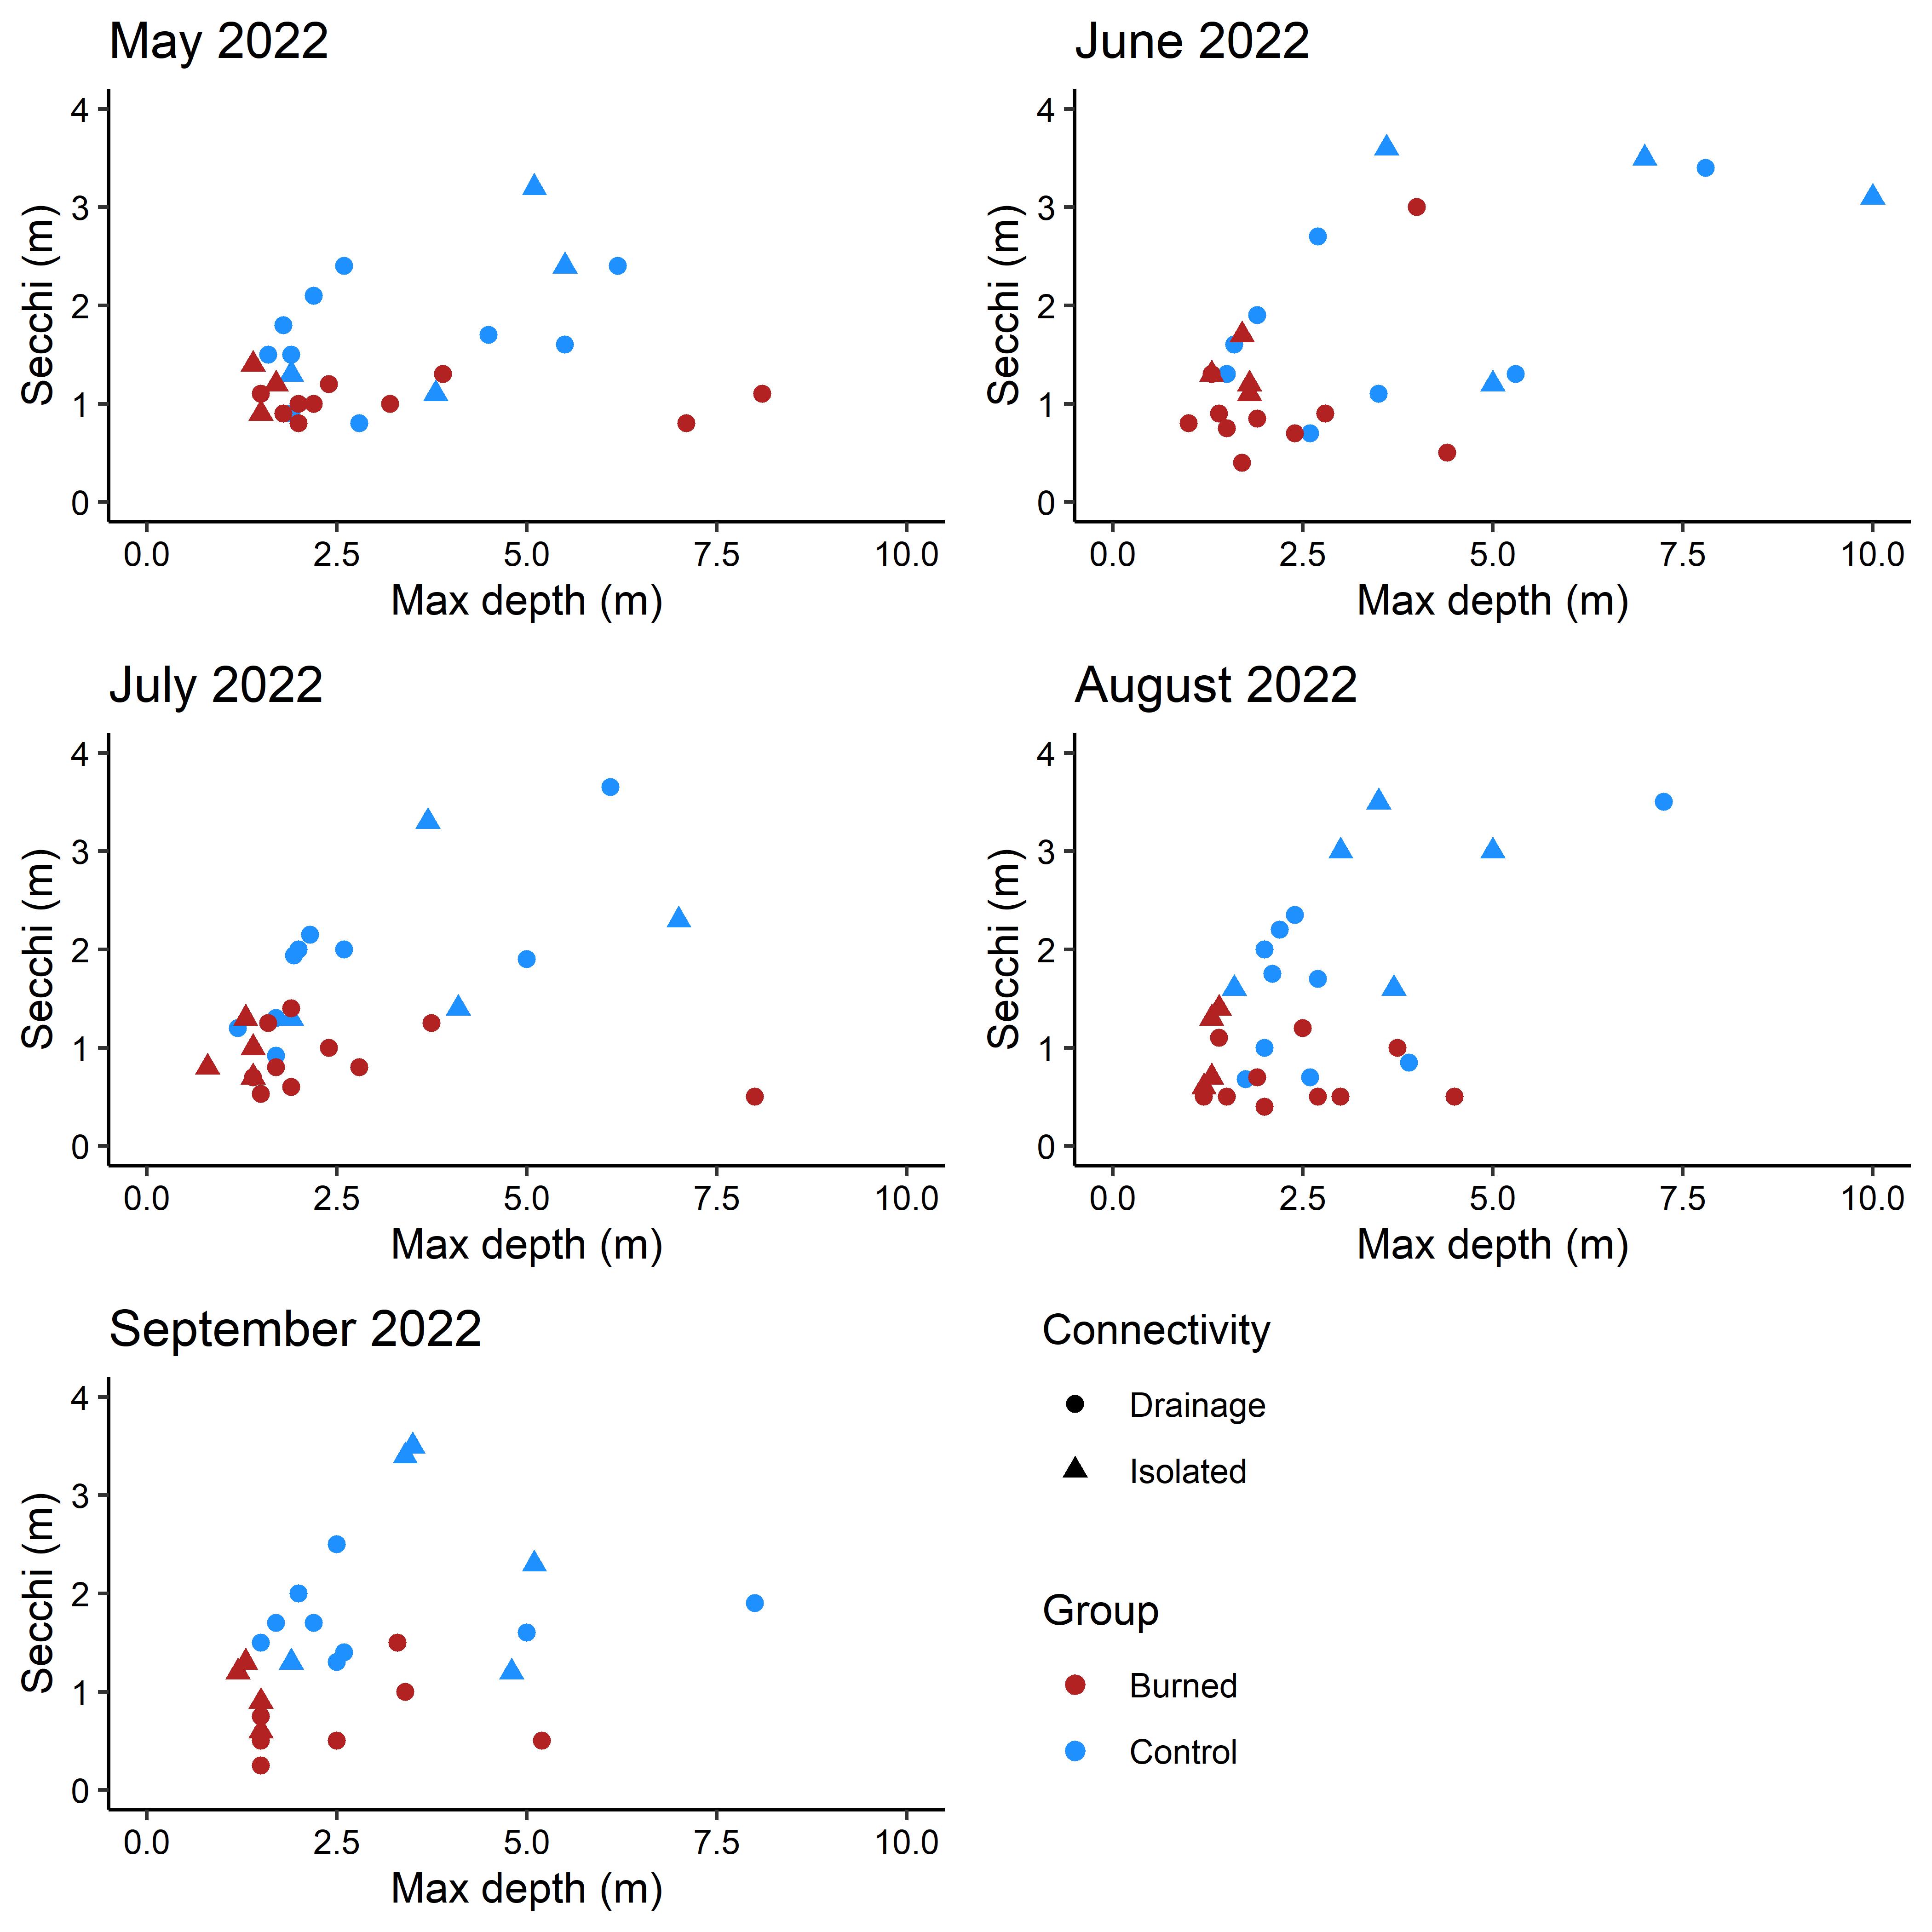 May 2022
Secchi (m)
4
3
2
1
0
0.0 2.5 5.0 7.5 10.0
Max depth (m)
June 2022
Secchi (m)
4
3
2
1
0
0.0 2.5 5.0 7.5 10.0
Max depth (m)
July 2022
Secchi (m)
4
3
2
1
0
0.0 2.5 5.0 7.5 10.0
Max depth (m)
August 2022
Secchi (m)
4
3
2
1
0
0.0 2.5 5.0 7.5 10.0
Max depth (m)
September 2022
Secchi (m)
4
3
2
1
0
0.0 2.5 5.0 7.5 10.0
Max depth (m)
Connectivity
Drainage
Isolated
Group
Burned
Control